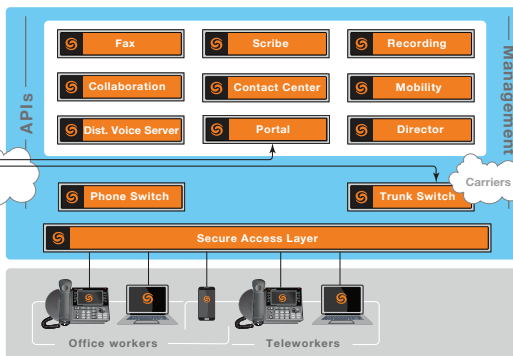 Fax
Scribe
Recording
Collaboration
Contact Center
Mobility
Dist. Voice Server
Portal
Director
APIs
Management
Carriers
Phone Switch
Trunk Switch
Secure Access Layer
Office workers
Teleworkers